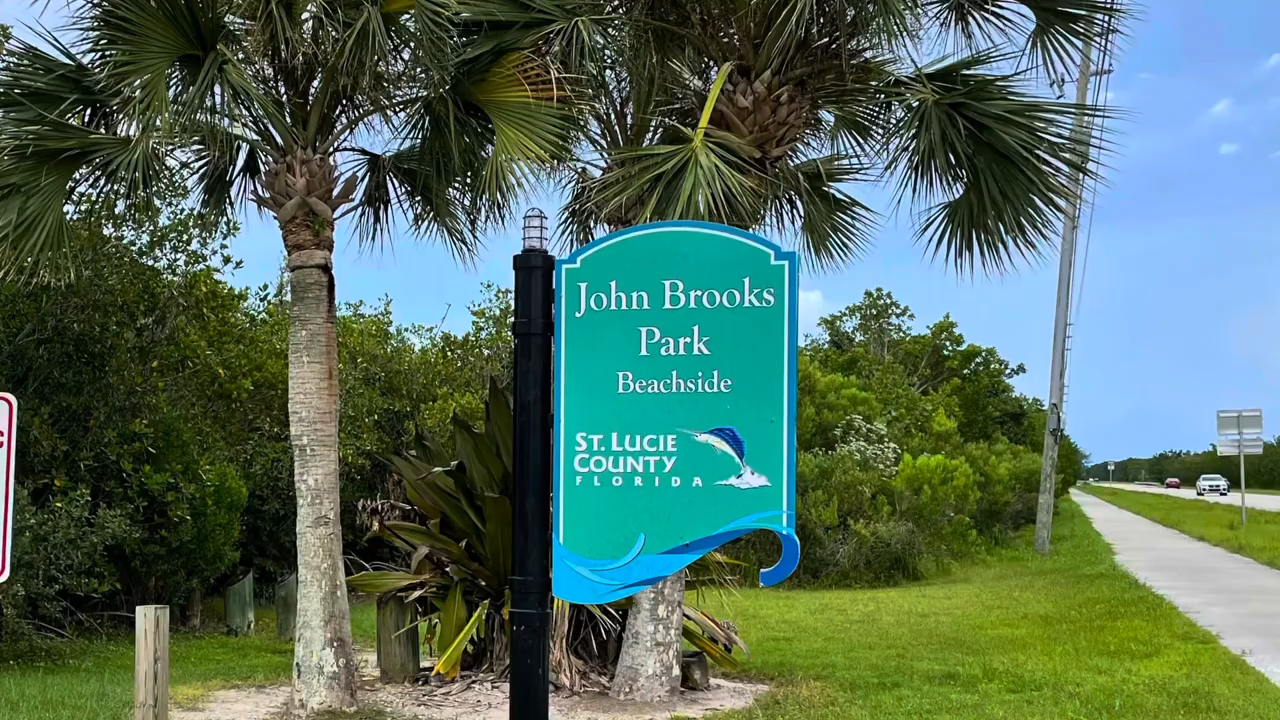 John Brooks
Park
Beachside
ST. LUCIE
COUNTY
FLORIDA